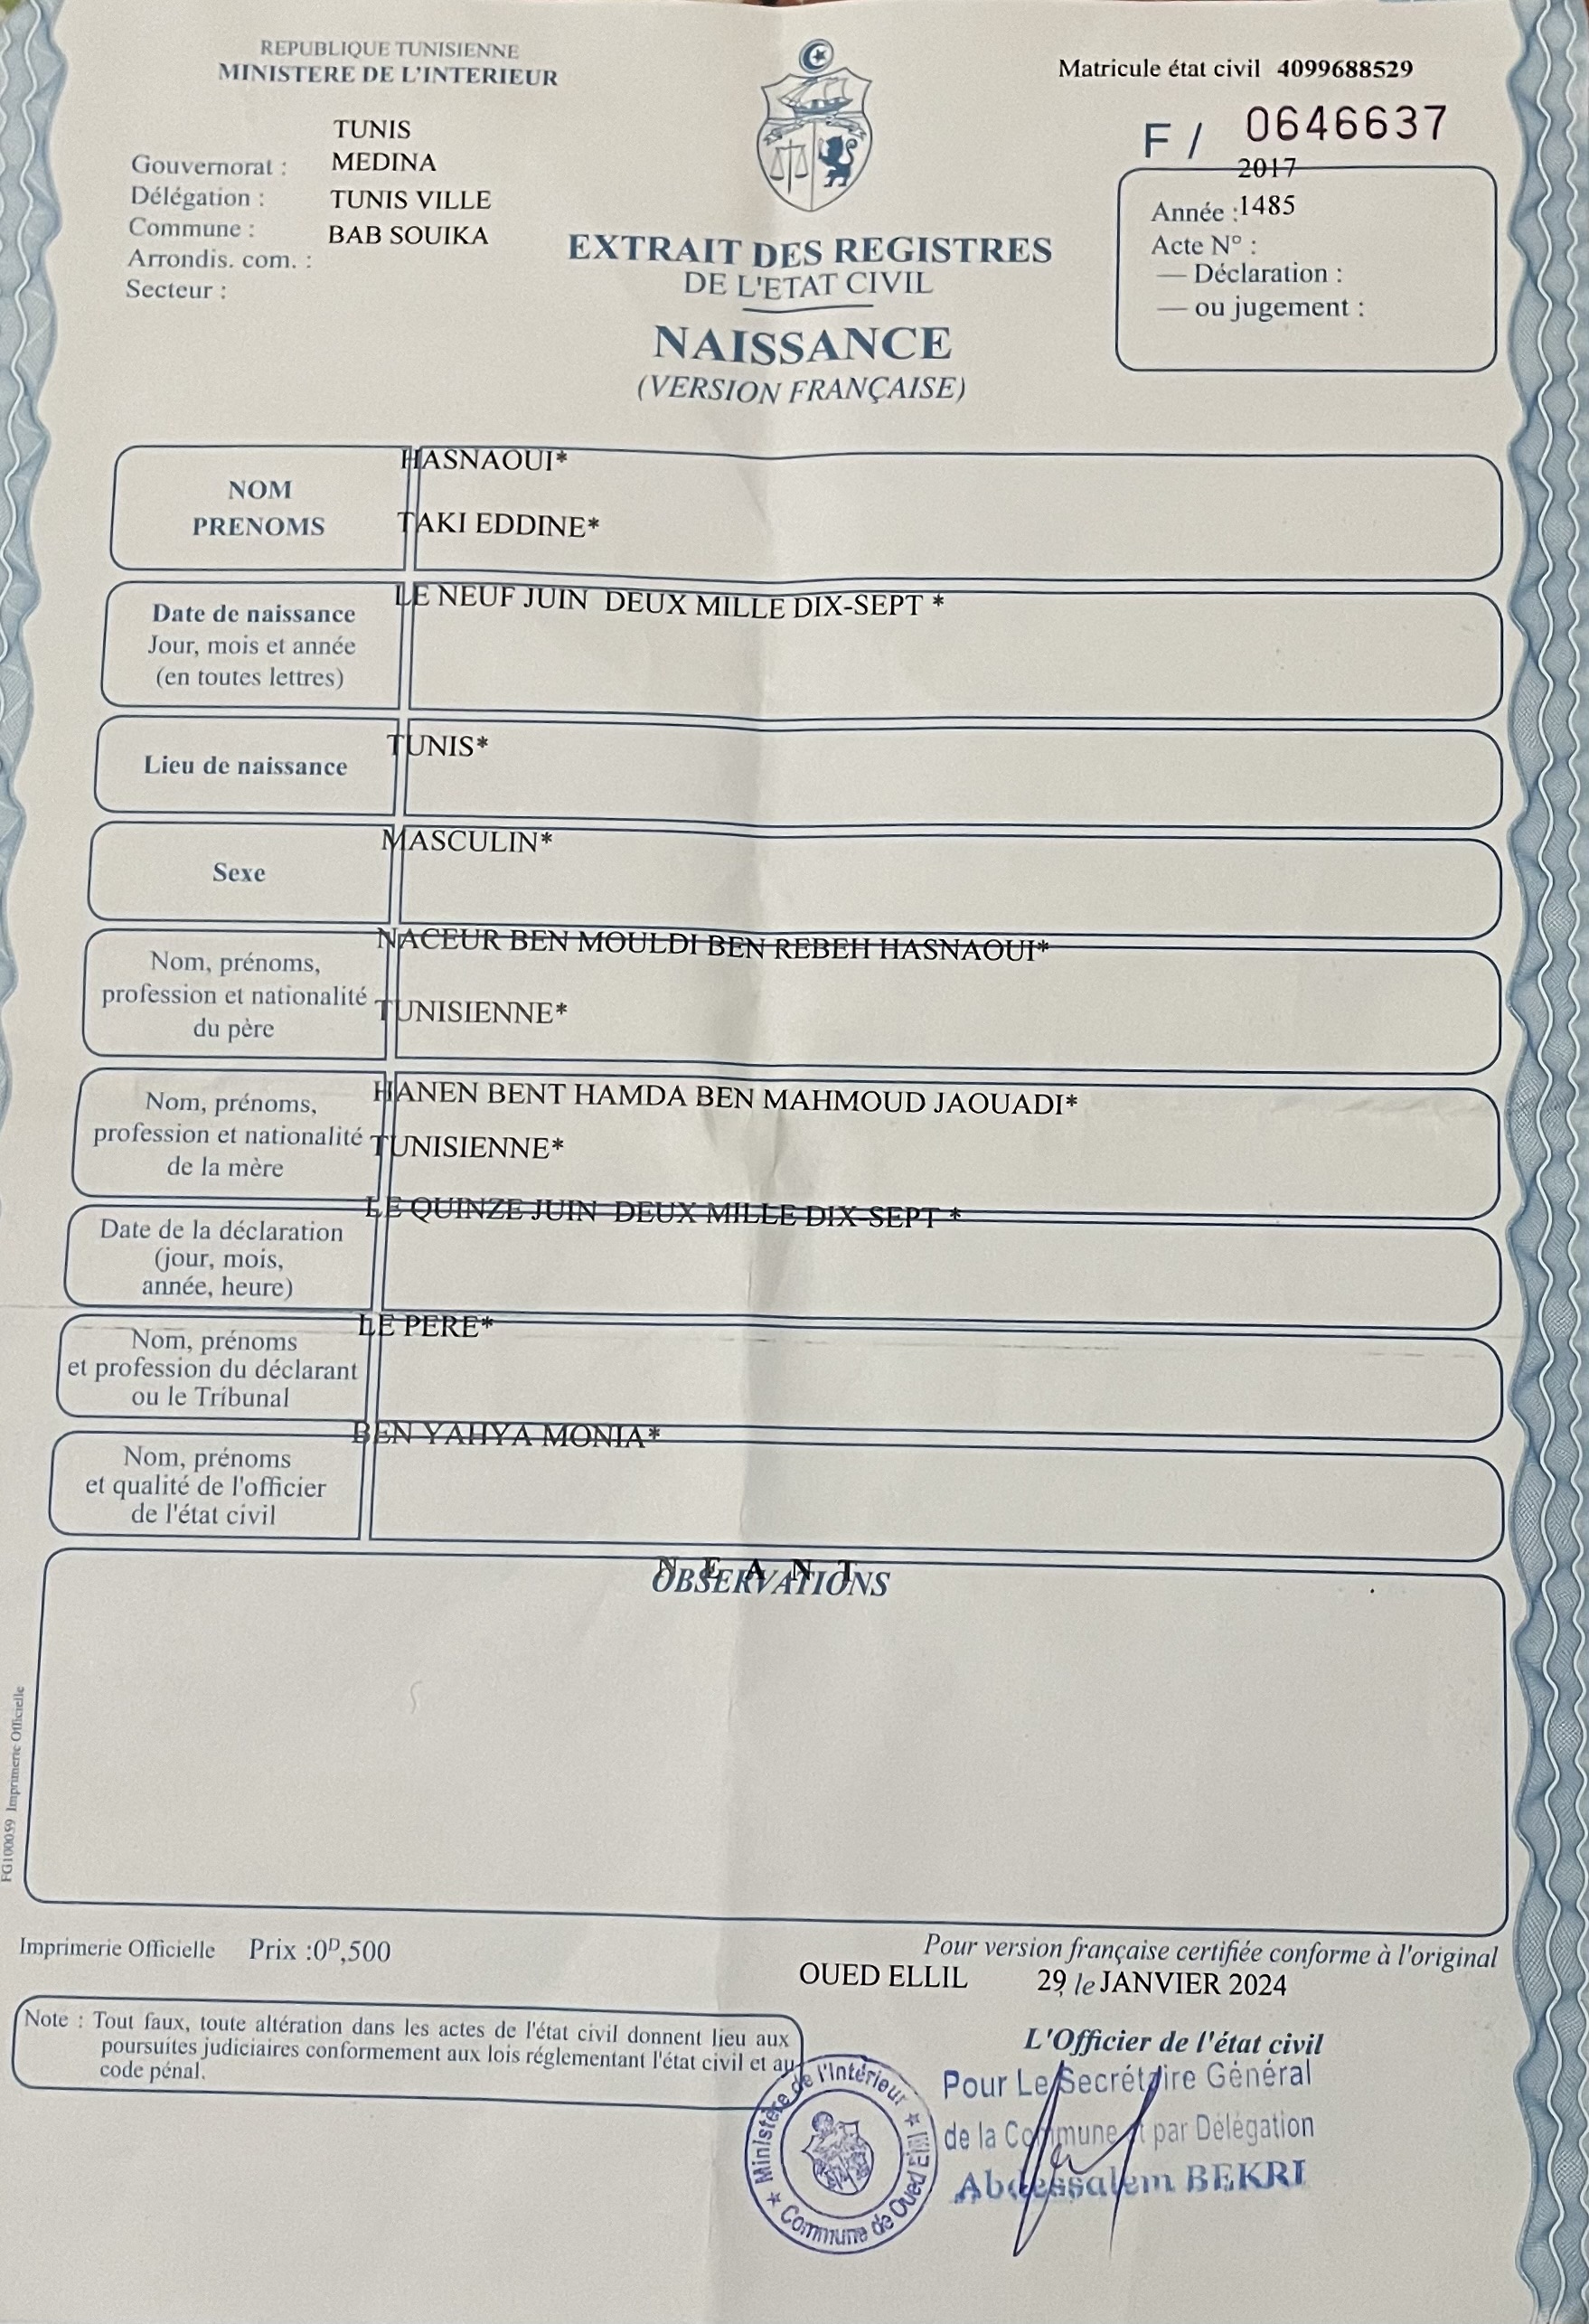 REPUBLIQUE TUNISIENNE
MINISTERE DE L'INTERIEUR
TUNIS
Gouvernorat : MEDINA
Délégation : TUNIS VILLE
Commune : BAB SOUIKA
Arrondis. com. :
Secteur :
Matricule état civil 4099688529
F / 0646637
2017
Année :1485
Acte N° :
— Déclaration :
— ou jugement :
EXTRAIT DES REGISTRES
DE L'ETAT CIVIL
NAISSANCE
(VERSION FRANÇAISE)
NOM
PRENOMS
HASNAOUI*
TAKI EDDINE*
Date de naissance
Jour, mois et année
(en toutes lettres)
LE NEUF JUIN DEUX MILLE DIX-SEPT *
Lieu de naissance
TUNIS*
Sexe
MASCULIN*
Nom, prénoms,
profession et nationalité
du père
NACEUR BEN MOULDI BEN REBEH HASNAOUI*
TUNISIENNE*
Nom, prénoms,
profession et nationalité
de la mère
HANEN BENT HAMDA BEN MAHMOUD JAOUADI*
TUNISIENNE*
Date de la déclaration
(jour, mois,
année, heure)
LE QUINZE JUIN DEUX MILLE DIX-SEPT *
Nom, prénoms
et profession du déclarant
ou le Tribunal
LE PERE*
Nom, prénoms
et qualité de l'officier
de l'état civil
BEN YAHYA MONIA*
N E A N T
OBSERVATIONS
FG100059 Imprimerie Officielle
Imprimerie Officielle Prix :0ᴰ,500
Pour version française certifiée conforme à l'original
OUED ELLIL 29, le JANVIER 2024
Note : Tout faux, toute altération dans les actes de l'état civil donnent lieu aux
poursuites judiciaires conformement aux lois réglementant l'état civil et au
code pénal.
L'Officier de l'état civil
Pour Le Secrétaire Général
de la Commune et par Délégation
Abdessalem BEKRI
Ministère de l'Intérieur
Commune de Oued Ellil